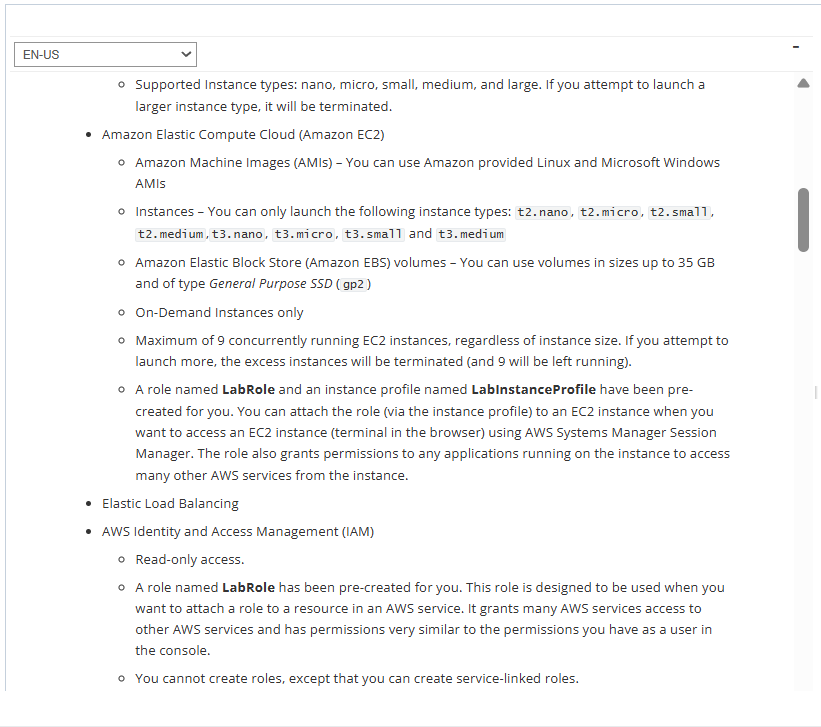 EN-US
Supported Instance types: nano, micro, small, medium, and large. If you attempt to launch a
larger instance type, it will be terminated.
Amazon Elastic Compute Cloud (Amazon EC2)
Amazon Machine Images (AMIs) – You can use Amazon provided Linux and Microsoft Windows
AMIs
Instances – You can only launch the following instance types: t2.nano, t2.micro, t2.small,
t2.medium,t3.nano, t3.micro, t3.small and t3.medium
Amazon Elastic Block Store (Amazon EBS) volumes – You can use volumes in sizes up to 35 GB
and of type General Purpose SSD (gp2)
On-Demand Instances only
Maximum of 9 concurrently running EC2 instances, regardless of instance size. If you attempt to
launch more, the excess instances will be terminated (and 9 will be left running).
A role named LabRole and an instance profile named LabInstanceProfile have been pre-
created for you. You can attach the role (via the instance profile) to an EC2 instance when you
want to access an EC2 instance (terminal in the browser) using AWS Systems Manager Session
Manager. The role also grants permissions to any applications running on the instance to access
many other AWS services from the instance.
Elastic Load Balancing
AWS Identity and Access Management (IAM)
Read-only access.
A role named LabRole has been pre-created for you. This role is designed to be used when you
want to attach a role to a resource in an AWS service. It grants many AWS services access to
other AWS services and has permissions very similar to the permissions you have as a user in
the console.
You cannot create roles, except that you can create service-linked roles.